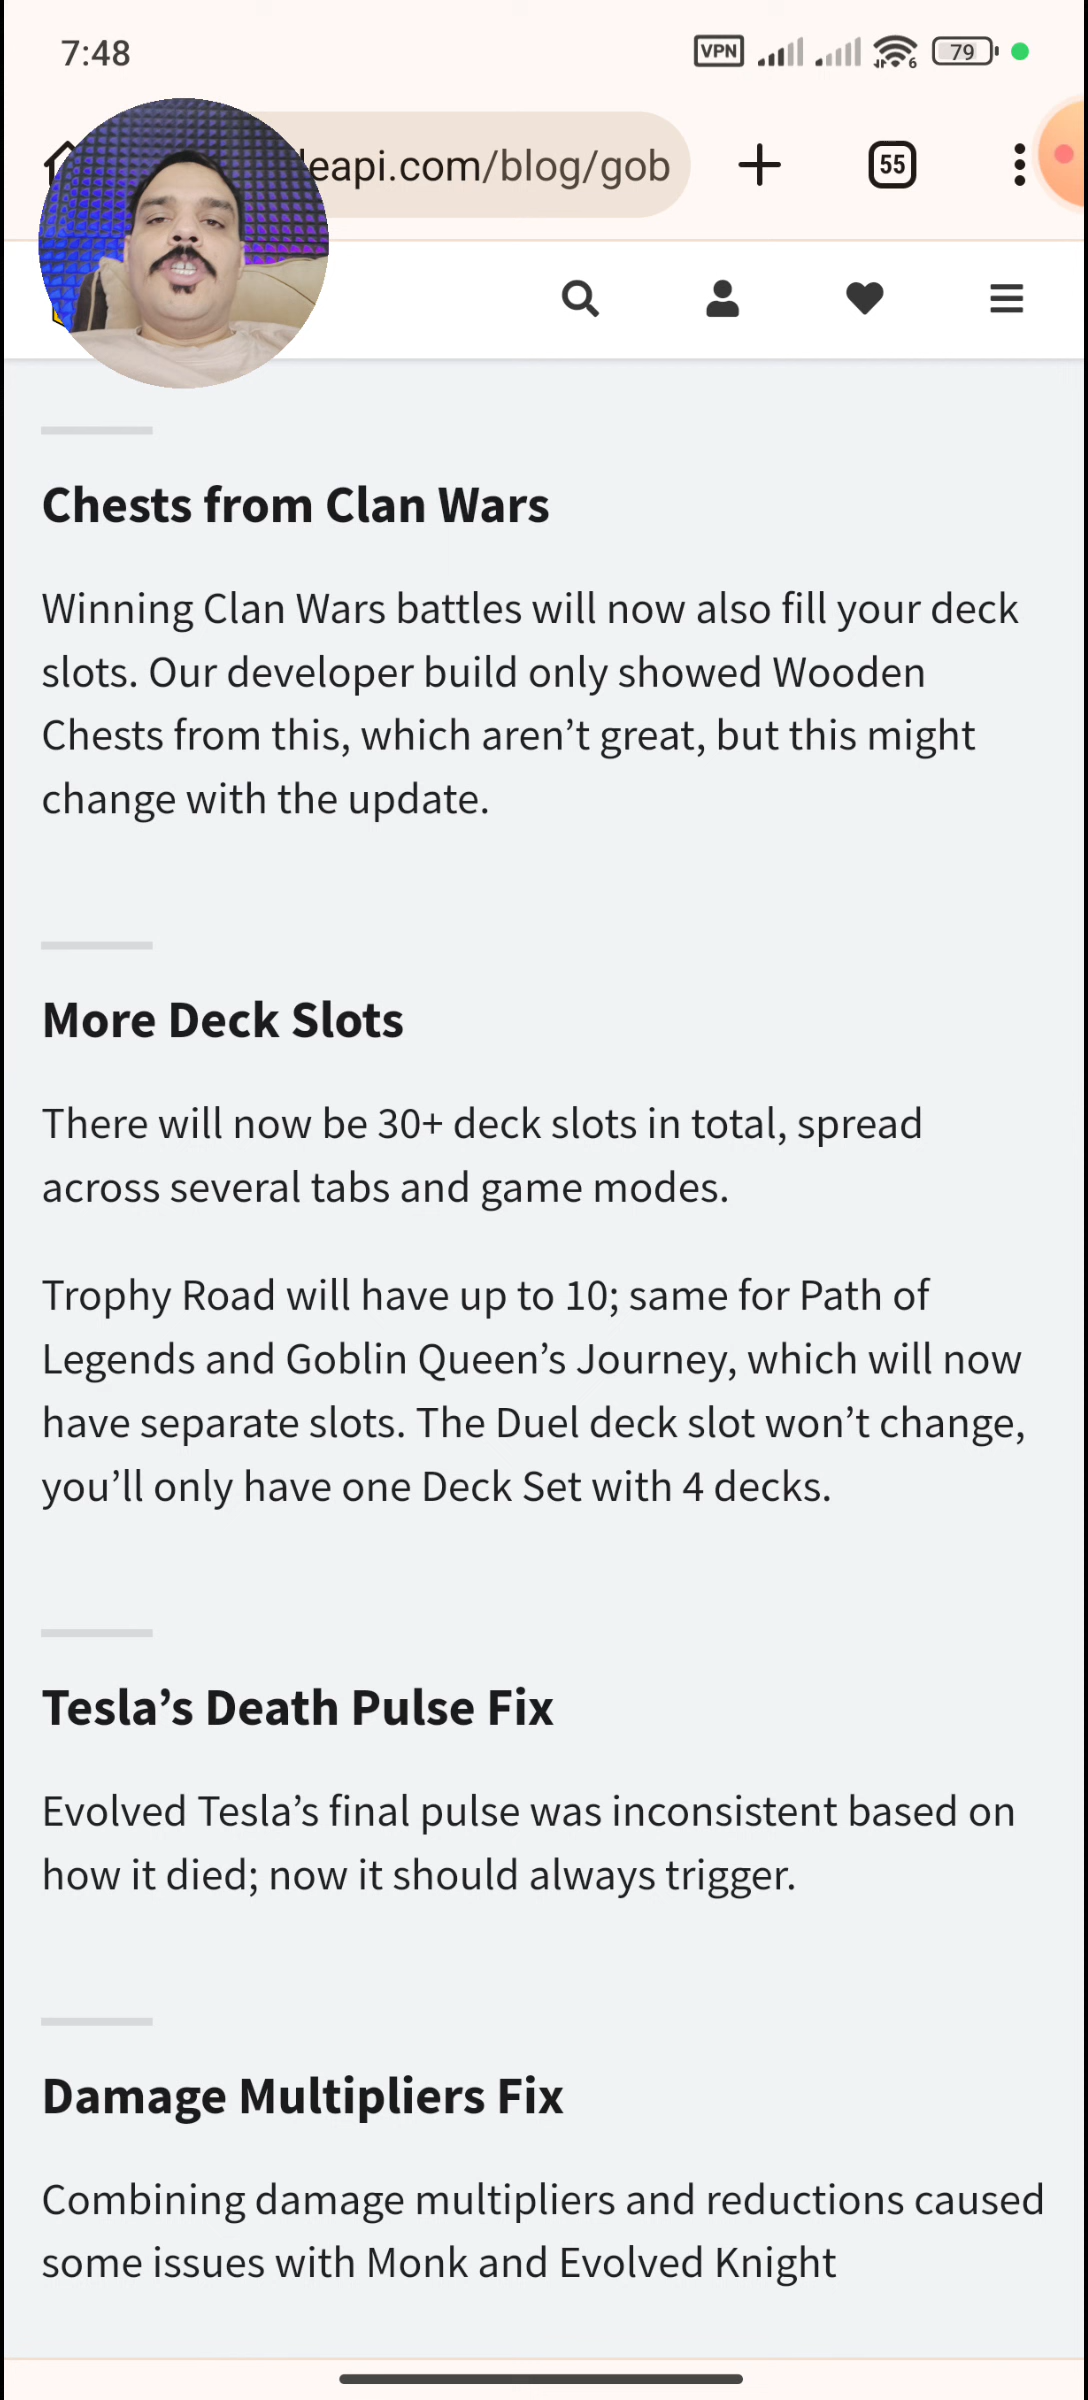 7:48
VPN
6
79
leapi.com/blog/gob
55
Chests from Clan Wars
Winning Clan Wars battles will now also fill your deck
slots. Our developer build only showed Wooden
Chests from this, which aren’t great, but this might
change with the update.
More Deck Slots
There will now be 30+ deck slots in total, spread
across several tabs and game modes.
Trophy Road will have up to 10; same for Path of
Legends and Goblin Queen’s Journey, which will now
have separate slots. The Duel deck slot won’t change,
you’ll only have one Deck Set with 4 decks.
Tesla’s Death Pulse Fix
Evolved Tesla’s final pulse was inconsistent based on
how it died; now it should always trigger.
Damage Multipliers Fix
Combining damage multipliers and reductions caused
some issues with Monk and Evolved Knight